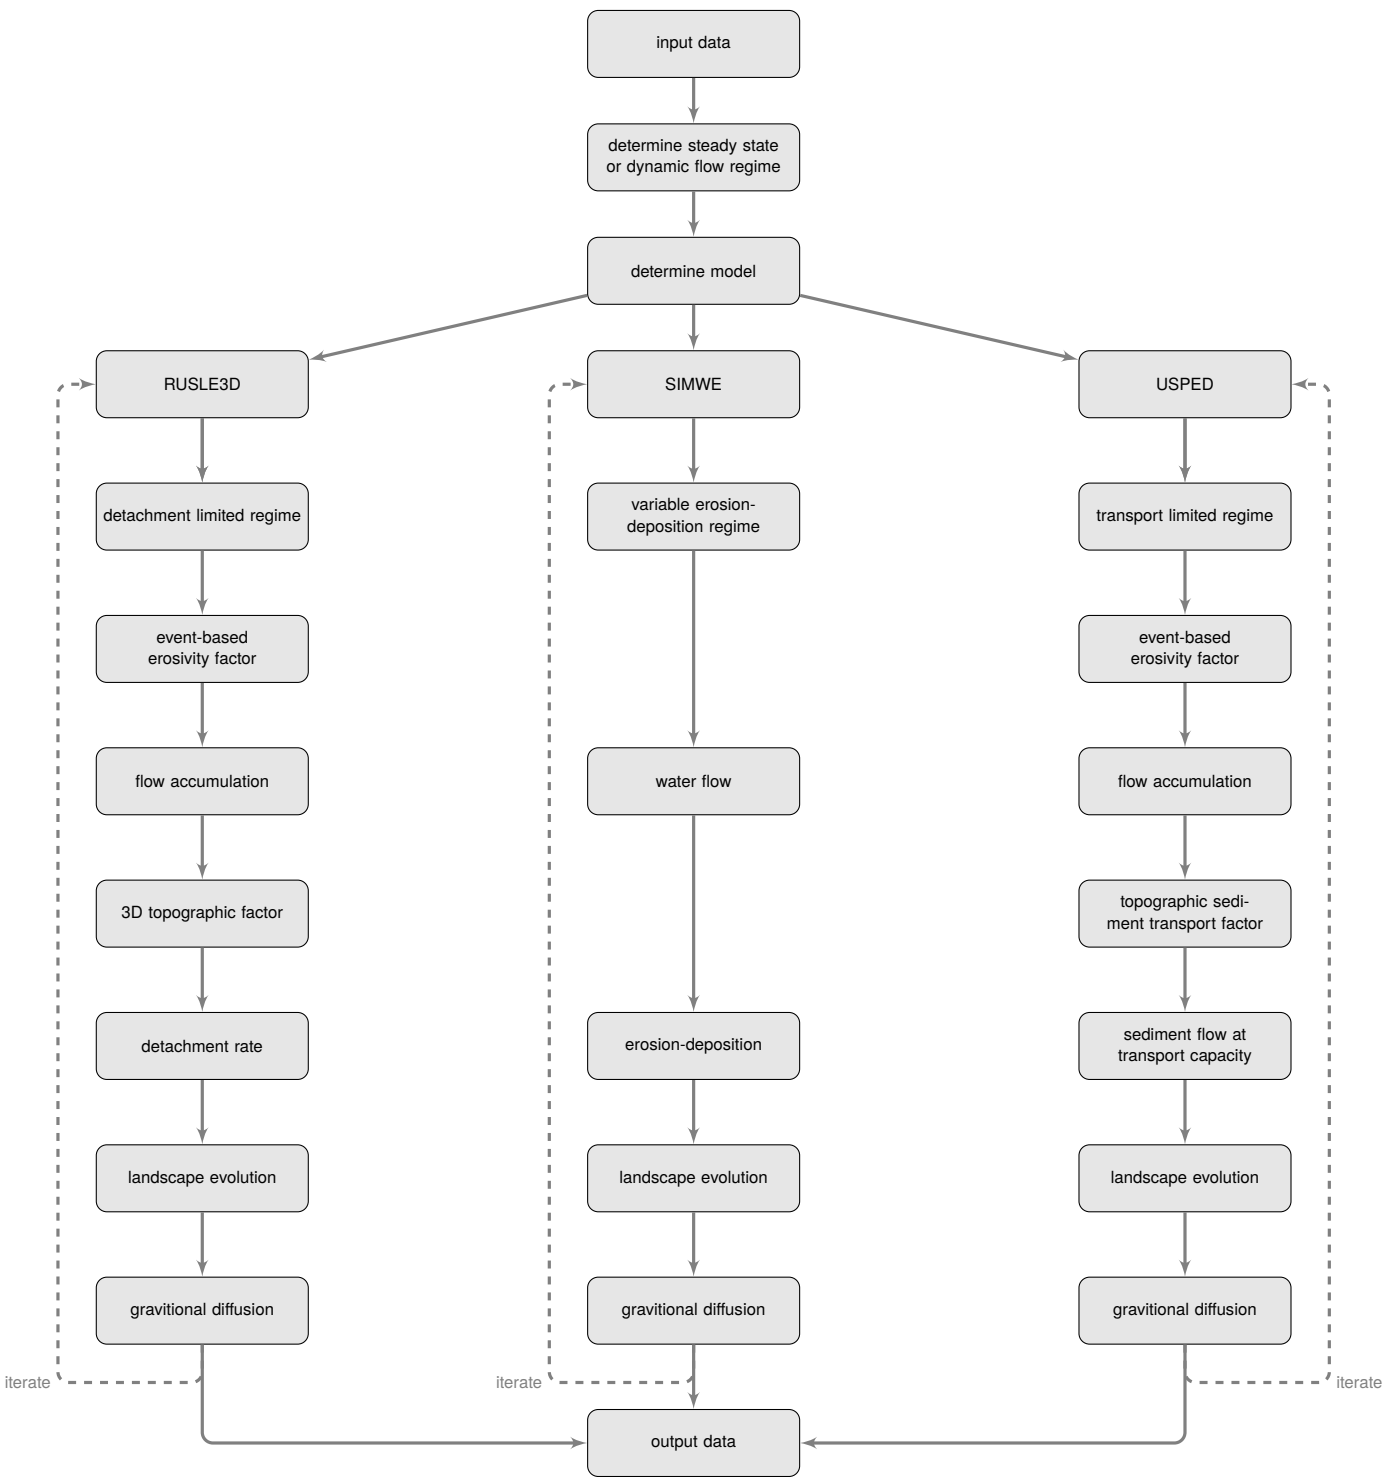 input data
determine steady state
or dynamic flow regime
determine model
RUSLE3D
SIMWE
USPED
detachment limited regime
variable erosion-
deposition regime
transport limited regime
event-based
erosivity factor
event-based
erosivity factor
flow accumulation
water flow
flow accumulation
3D topographic factor
topographic sedi-
ment transport factor
detachment rate
erosion-deposition
sediment flow at
transport capacity
landscape evolution
landscape evolution
landscape evolution
gravitional diffusion
gravitional diffusion
gravitional diffusion
iterate
iterate
iterate
output data